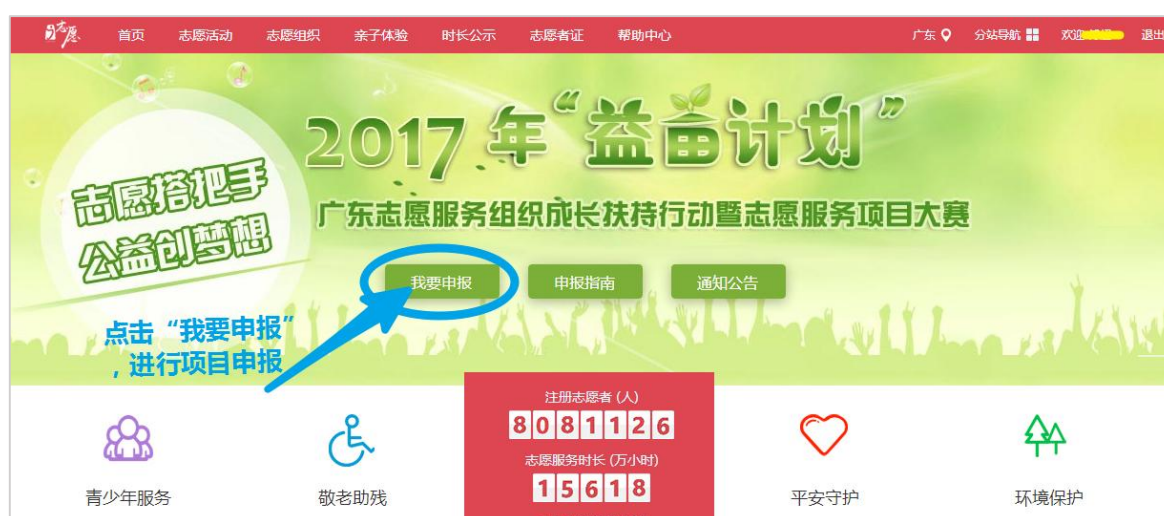 i志愿 首页 志愿活动 志愿组织 亲子体验 时长公示 志愿者证 帮助中心 广东 分站导航 欢迎 退出
2017年“益苗计划”
志愿搭把手
公益创梦想
广东志愿服务组织成长扶持行动暨志愿服务项目大赛
我要申报 申报指南 通知公告
点击“我要申报”
，进行项目申报
注册志愿者 (人)
8081126
志愿服务时长 (万小时)
15618
青少年服务 敬老助残 平安守护 环境保护